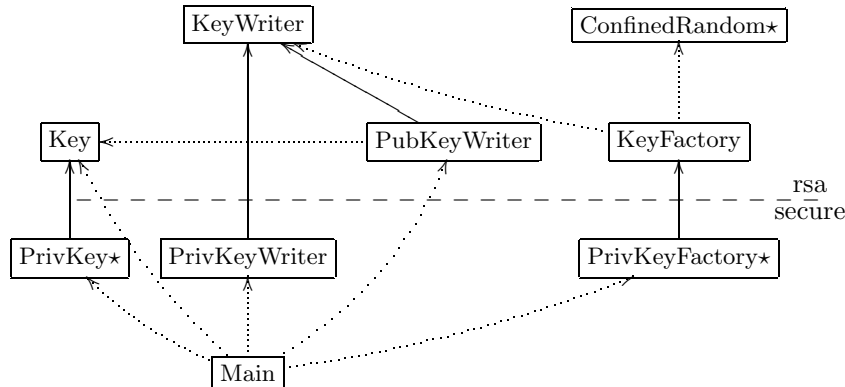 KeyWriter
ConfinedRandom⋆
Key
PubKeyWriter
KeyFactory
rsa
secure
PrivKey⋆
PrivKeyWriter
PrivKeyFactory⋆
Main